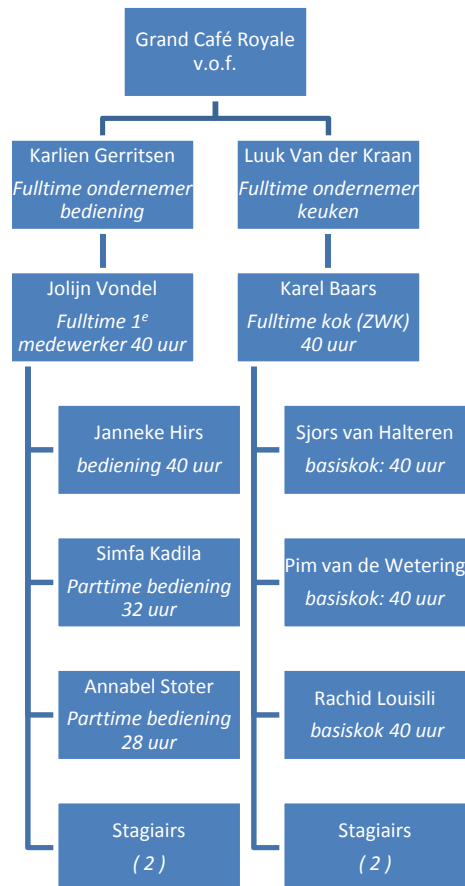 Grand Café Royale
v.o.f.
Karlien Gerritsen
Fulltime ondernemer
bediening
Luuk Van der Kraan
Fulltime ondernemer
keuken
Jolijn Vondel
Fulltime 1e
medewerker 40 uur
Karel Baars
Fulltime kok (ZWK)
40 uur
Janneke Hirs
bediening 40 uur
Simfa Kadila
Parttime bediening
32 uur
Annabel Stoter
Parttime bediening
28 uur
Stagiairs
( 2 )
Sjors van Halteren
basiskok: 40 uur
Pim van de Wetering
basiskok: 40 uur
Rachid Louisili
basiskok 40 uur
Stagiairs
( 2 )